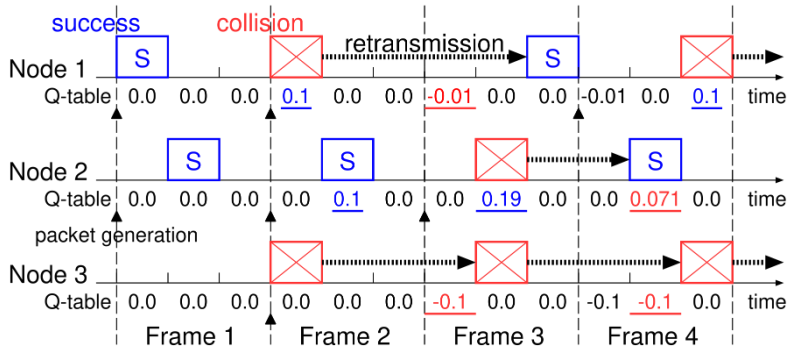 success collision
retransmission
Node 1 S S
Q-table 0.0 0.0 0.0 0.1 0.0 0.0 -0.01 0.0 0.0 -0.01 0.0 0.1 time
Node 2 S S S
Q-table 0.0 0.0 0.0 0.0 0.1 0.0 0.0 0.19 0.0 0.0 0.071 0.0 time
packet generation
Node 3
Q-table 0.0 0.0 0.0 0.0 0.0 0.0 -0.1 0.0 0.0 -0.1 -0.1 0.0 time
Frame 1 Frame 2 Frame 3 Frame 4